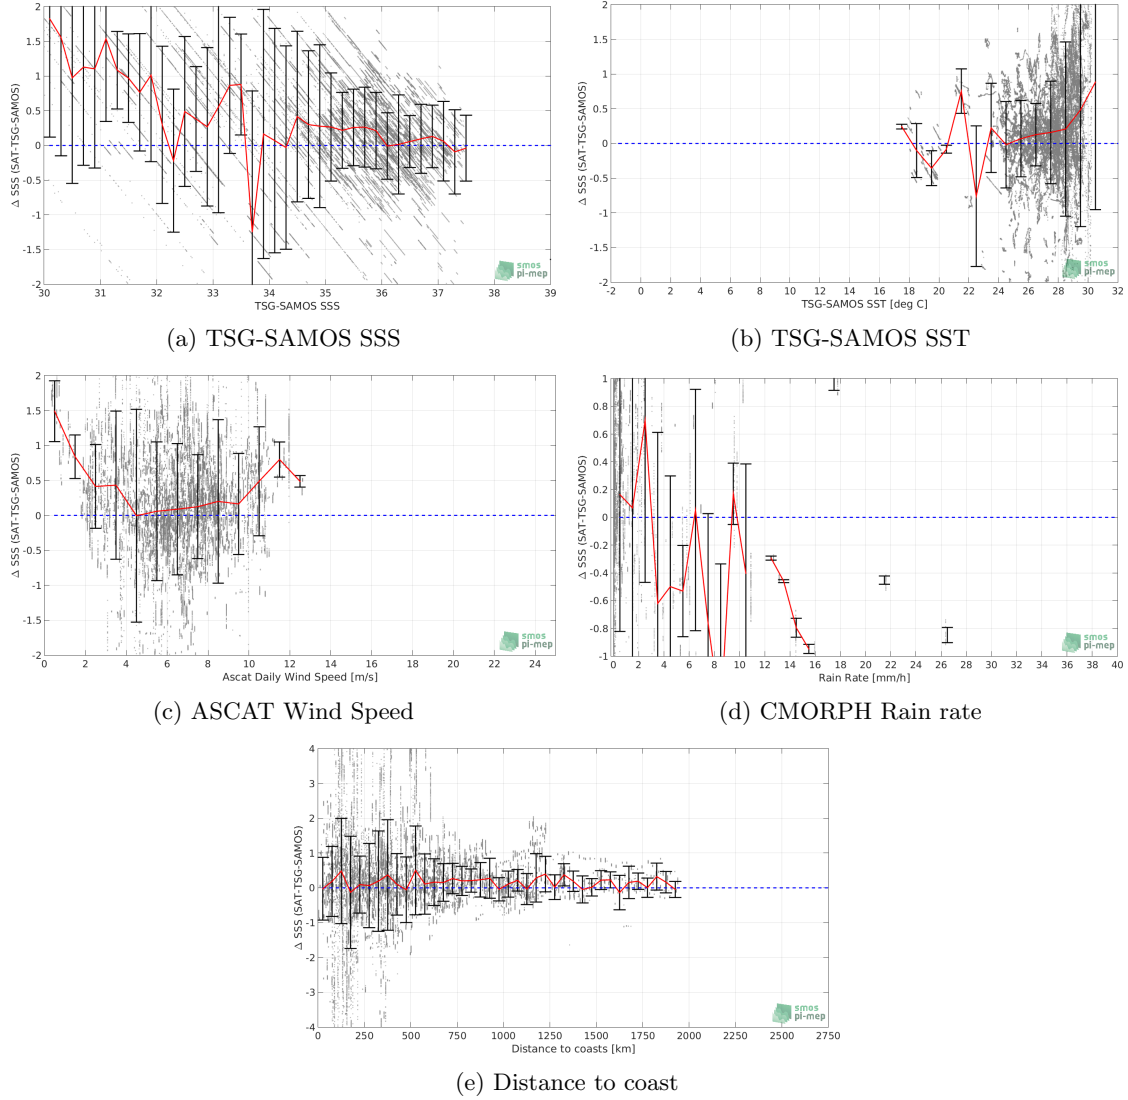 2
1.5
1
0.5
0
-0.5
-1
-1.5
-2
Δ SSS (SAT-TSG-SAMOS)
30 31 32 33 34 35 36 37 38 39
TSG-SAMOS SSS
smos
pi-mep
(a) TSG-SAMOS SSS
2
1.5
1
0.5
0
-0.5
-1
-1.5
-2
Δ SSS (SAT-TSG-SAMOS)
-2 0 2 4 6 8 10 12 14 16 18 20 22 24 26 28 30 32
TSG-SAMOS SST [deg C]
smos
pi-mep
(b) TSG-SAMOS SST
2
1.5
1
0.5
0
-0.5
-1
-1.5
-2
Δ SSS (SAT-TSG-SAMOS)
0 2 4 6 8 10 12 14 16 18 20 22 24
Ascat Daily Wind Speed [m/s]
smos
pi-mep
(c) ASCAT Wind Speed
1
0.8
0.6
0.4
0.2
0
-0.2
-0.4
-0.6
-0.8
-1
Δ SSS (SAT-TSG-SAMOS)
0 2 4 6 8 10 12 14 16 18 20 22 24 26 28 30 32 34 36 38 40
Rain Rate [mm/h]
smos
pi-mep
(d) CMORPH Rain rate
4
3
2
1
0
-1
-2
-3
-4
Δ SSS (SAT-TSG-SAMOS)
0 250 500 750 1000 1250 1500 1750 2000 2250 2500 2750
Distance to coasts [km]
smos
pi-mep
(e) Distance to coast